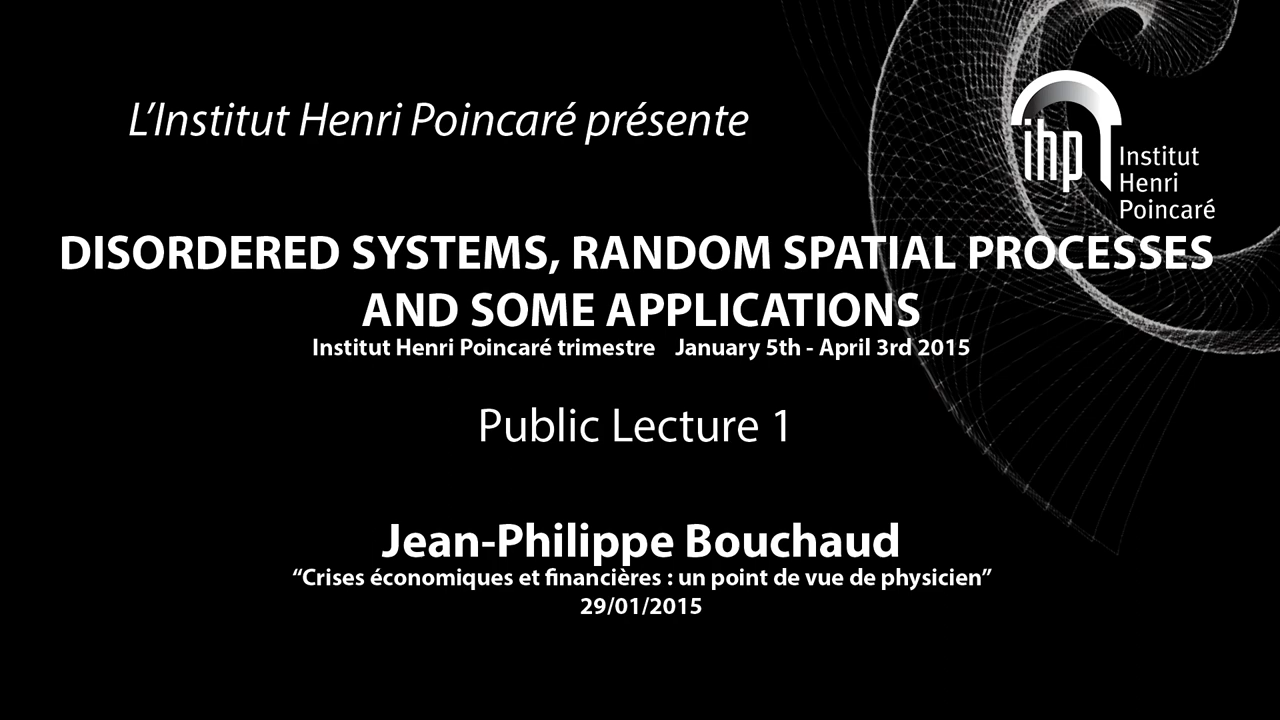 L'Institut Henri Poincaré présente
ihp
Institut
Henri
Poincaré
DISORDERED SYSTEMS, RANDOM SPATIAL PROCESSES
AND SOME APPLICATIONS
Institut Henri Poincaré trimestre January 5th - April 3rd 2015
Public Lecture 1
Jean-Philippe Bouchaud
“Crises économiques et financières : un point de vue de physicien”
29/01/2015